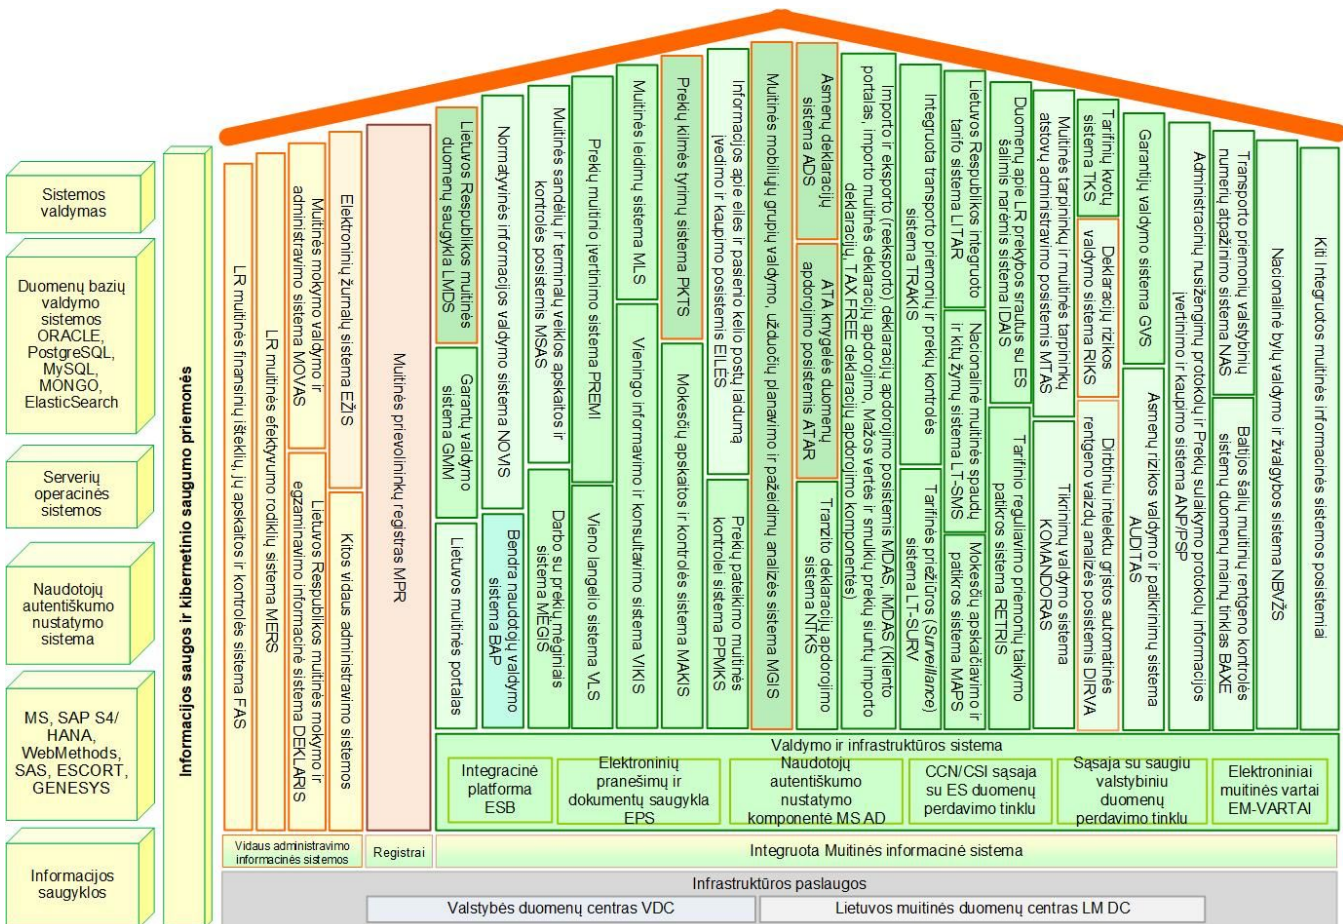 Sistemos
valdymas
Duomenų bazių
valdymo
sistemos
ORACLE,
PostgreSQL,
MySQL,
MONGO,
ElasticSearch
Serverių
operacinės
sistemos
Naudotojų
autentiškumo
nustatymo
sistema
MS, SAP S4/
HANA,
WebMethods,
SAS, ESCORT,
GENESYS
Informacijos
saugyklos
Informacijos saugos ir kibernetinio saugumo priemonės
LR muitinės finansinių išteklių, jų apskaitos ir kontrolės sistema FAS
LR muitinės efektyvumo rodiklių sistema MERS
Muitinės mokymo valdymo ir
administravimo sistema MOVAS
Lietuvos Respublikos muitinės mokymo ir
egzaminavimo informacinė sistema DEKLARIS
Elektroninių žurnalų sistema EŽIS
Kitos vidaus administravimo sistemos
Muitinės prievolininkų registras MPR
Lietuvos Respublikos muitinės
duomenų saugykla LMDS
Garantų valdymo
sistema GMM
Lietuvos muitinės portalas
Normatyvinės informacijos valdymo sistema NOVIS
Bendra naudotojų valdymo
sistema BAP
Muitinės sandėlių ir terminalų veiklos apskaitos ir
kontrolės posistemis MSAS
Darbo su prekių mėginiais
sistema MĖGIS
Prekių muitinio įvertinimo sistema PREMI
Vieno langelio sistema VLS
Muitinės leidimų sistema MLS
Vieningo informavimo ir konsultavimo sistema VIKIS
Prekių kilmės tyrimų sistema PKTS
Mokesčių apskaitos ir kontrolės sistema MAKIS
Informacijos apie eiles ir pasienio kelio postų laidumą
įvedimo ir kaupimo posistemis EILĖS
Prekių pateikimo muitinės
kontrolei sistema PPMKS
Muitinės mobiliųjų grupių valdymo, užduočių planavimo ir pažeidimų analizės sistema MGIS
Asmenų deklaracijų
sistema ADS
ATA knygelės duomenų
apdorojimo posistemis ATAR
Tranzito deklaracijų apdorojimo
sistema NTKS
Importo ir eksporto (reeksporto) deklaracijų apdorojimo posistemis MDAS, iMDAS (Kliento
portalas, importo muitinės deklaracijų apdorojimo, Mažos vertės ir smulkių prekių siuntų importo
deklaracijų, TAX FREE deklaracijų apdorojimo komponentės)
Integruota transporto priemonių ir prekių kontrolės
sistema TRAKIS
Tarifinės priežiūros (Surveillance)
sistema LT-SURV
Lietuvos Respublikos integruoto
tarifo sistema LITAR
Nacionalinė muitinės spaudų
ir kitų žymų sistema LT-SMS
Mokesčių apskaičiavimo ir
patikros sistema MAPS
Duomenų apie LR prekybos srautus su ES
šalimis narėmis sistema IDAIS
Tarifinio reguliavimo priemonių taikymo
patikros sistema RETRIS
Muitinės tarpininkų ir muitinės tarpininkų
atstovų administravimo posistemis MTAS
Tikrinimų valdymo sistema
KOMANDORAS
Tarifinių kvotų
sistema TKS
Deklaracijų rizikos
valdymo sistema RIKS
Dirbtiniu intelektu grįstos automatinės
rentgeno vaizdų analizės posistemis DIRVA
Garantijų valdymo sistema GVS
Asmenų rizikos valdymo ir patikrinimų sistema
AUDITAS
Administracinių nusižengimų protokolų ir Prekių sulaikymo protokolų informacijos
įvertinimo ir kaupimo sistema ANP/PSP
Transporto priemonių valstybinių
numerių atpažinimo sistema NAS
Baltijos šalių muitinių rentgeno kontrolės
sistemų duomenų mainų tinklas BAXE
Nacionalinė bylų valdymo ir žvalgybos sistema NBVŽS
Kiti Integruotos muitinės informacinės sistemos posistemiai
Valdymo ir infrastruktūros sistema
Integracinė
platforma
ESB
Elektroninių
pranešimų ir
dokumentų saugykla
EPS
Naudotojų
autentiškumo
nustatymo
komponentė MS AD
CCN/CSI sąsaja
su ES duomenų
perdavimo tinklu
Sąsaja su saugiu
valstybiniu
duomenų
perdavimo tinklu
Elektroniniai
muitinės vartai
EM-VARTAI
Vidaus administravimo
informacinės sistemos
Registrai
Integruota Muitinės informacinė sistema
Infrastruktūros paslaugos
Valstybės duomenų centras VDC
Lietuvos muitinės duomenų centras LM DC